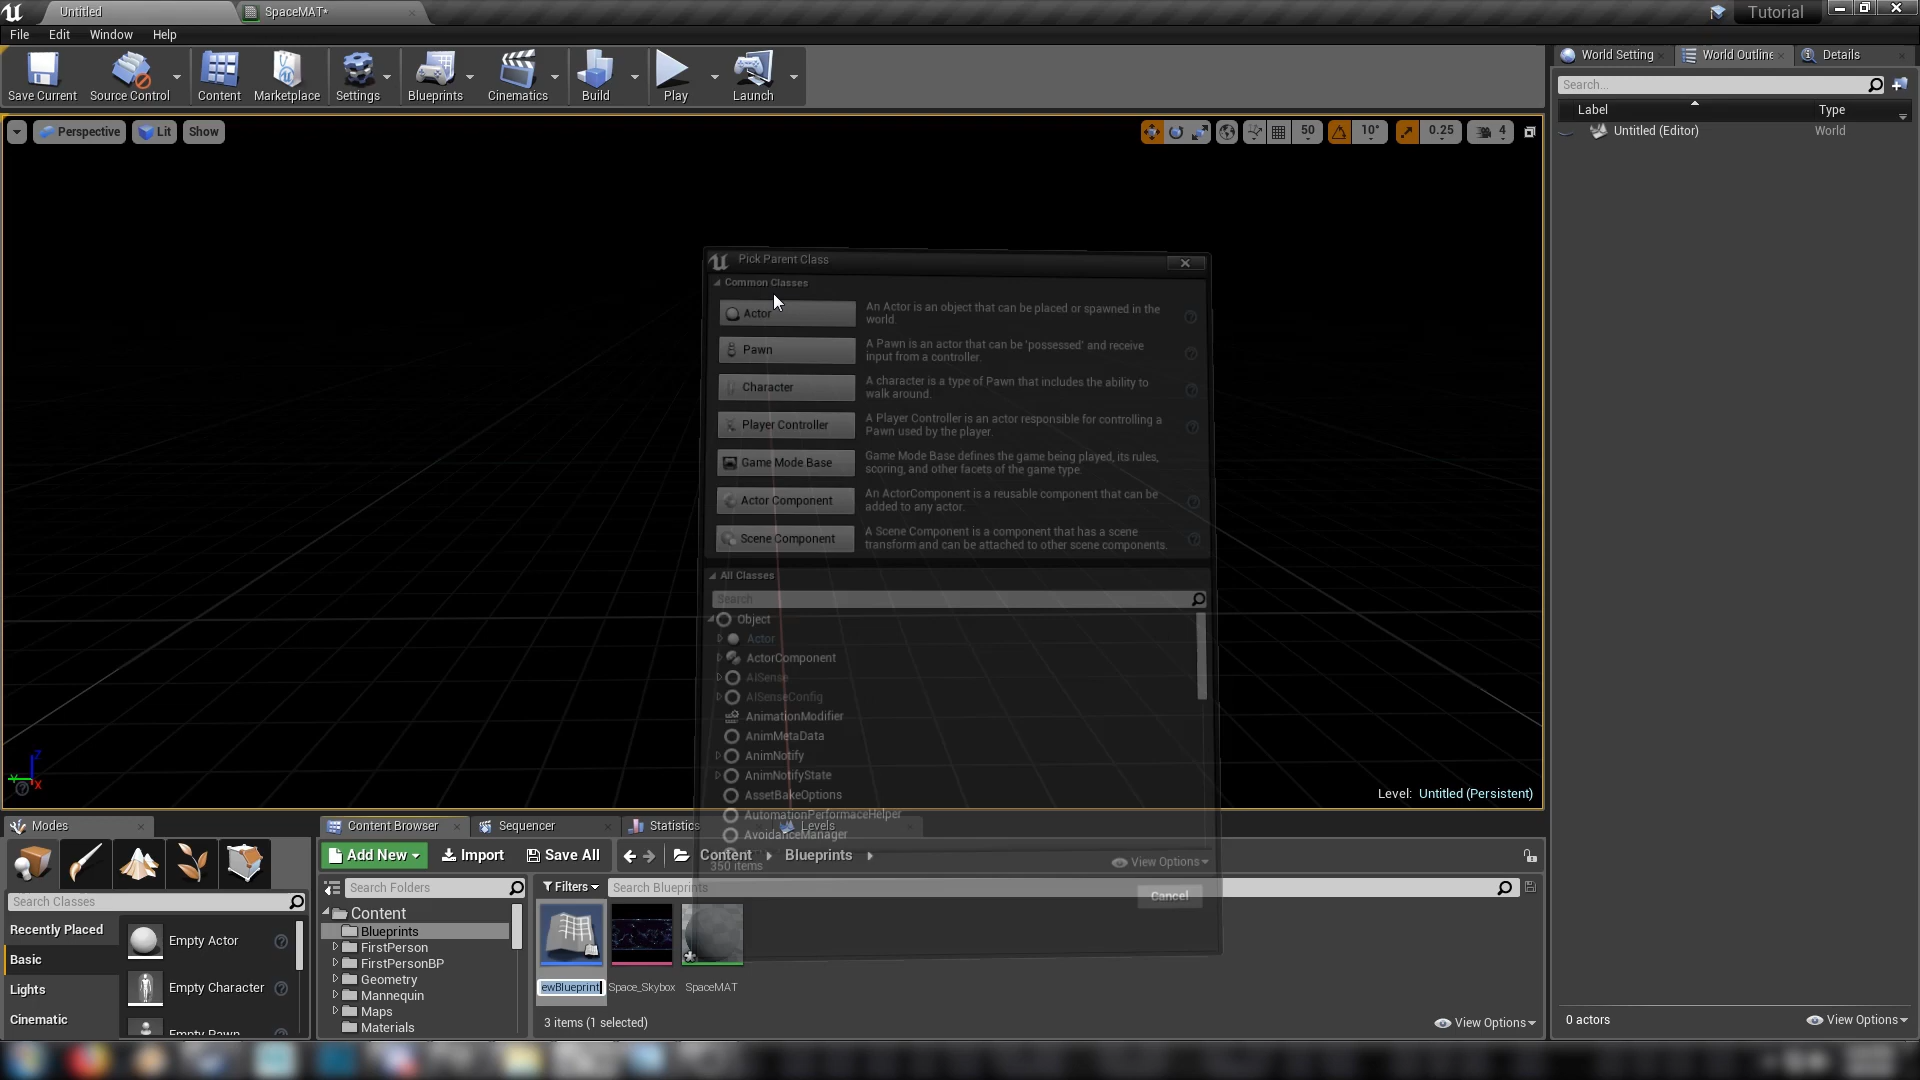 Untitled
SpaceMAT*
Tutorial
File Edit Window Help
Save Current
Source Control
Content
Marketplace
Settings
Blueprints
Cinematics
Build
Play
Launch
World Setting
World Outline
Details
Search...
Label
Type
Untitled (Editor)
World
Perspective
Lit
Show
50
10°
0.25
4
Pick Parent Class
Common Classes
Actor
An Actor is an object that can be placed or spawned in the
world.
Pawn
A Pawn is an actor that can be 'possessed' and receive
input from a controller.
Character
A character is a type of Pawn that includes the ability to
walk around.
Player Controller
A Player Controller is an actor responsible for controlling a
Pawn used by the player.
Game Mode Base
Game Mode Base defines the game being played, its rules,
scoring, and other facets of the game type.
Actor Component
An ActorComponent is a reusable component that can be
added to any actor.
Scene Component
A Scene Component is a component that has a scene
transform and can be attached to other scene components.
All Classes
Search
Object
Actor
ActorComponent
AISense
AISenseConfig
AnimationModifier
AnimMetaData
AnimNotify
AnimNotifyState
AssetBakeOptions
AutomationPerformaceHelper
AvoidanceManager
350 items
View Options
Cancel
Z
Y
X
Level: Untitled (Persistent)
Modes
Content Browser
Sequencer
Statistics
Levels
Add New
Import
Save All
Content
Blueprints
Search Classes
Search Folders
Filters
Search Blueprints
Recently Placed
Basic
Lights
Cinematic
Empty Actor
Empty Character
Empty Pawn
Content
Blueprints
FirstPerson
FirstPersonBP
Geometry
Mannequin
Maps
Materials
ewBlueprint
Space_Skybox
SpaceMAT
3 items (1 selected)
View Options
0 actors
View Options